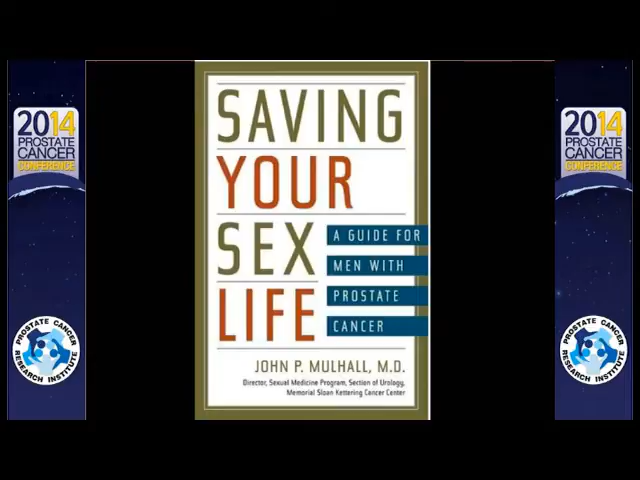 2014
PROSTATE
CANCER
CONFERENCE
PROSTATE CANCER
RESEARCH INSTITUTE
SAVING
YOUR
SEX
LIFE
A GUIDE FOR
MEN WITH
PROSTATE
CANCER
JOHN P. MULHALL, M.D.
Director, Sexual Medicine Program, Section of Urology,
Memorial Sloan Kettering Cancer Center
2014
PROSTATE
CANCER
CONFERENCE
PROSTATE CANCER
RESEARCH INSTITUTE